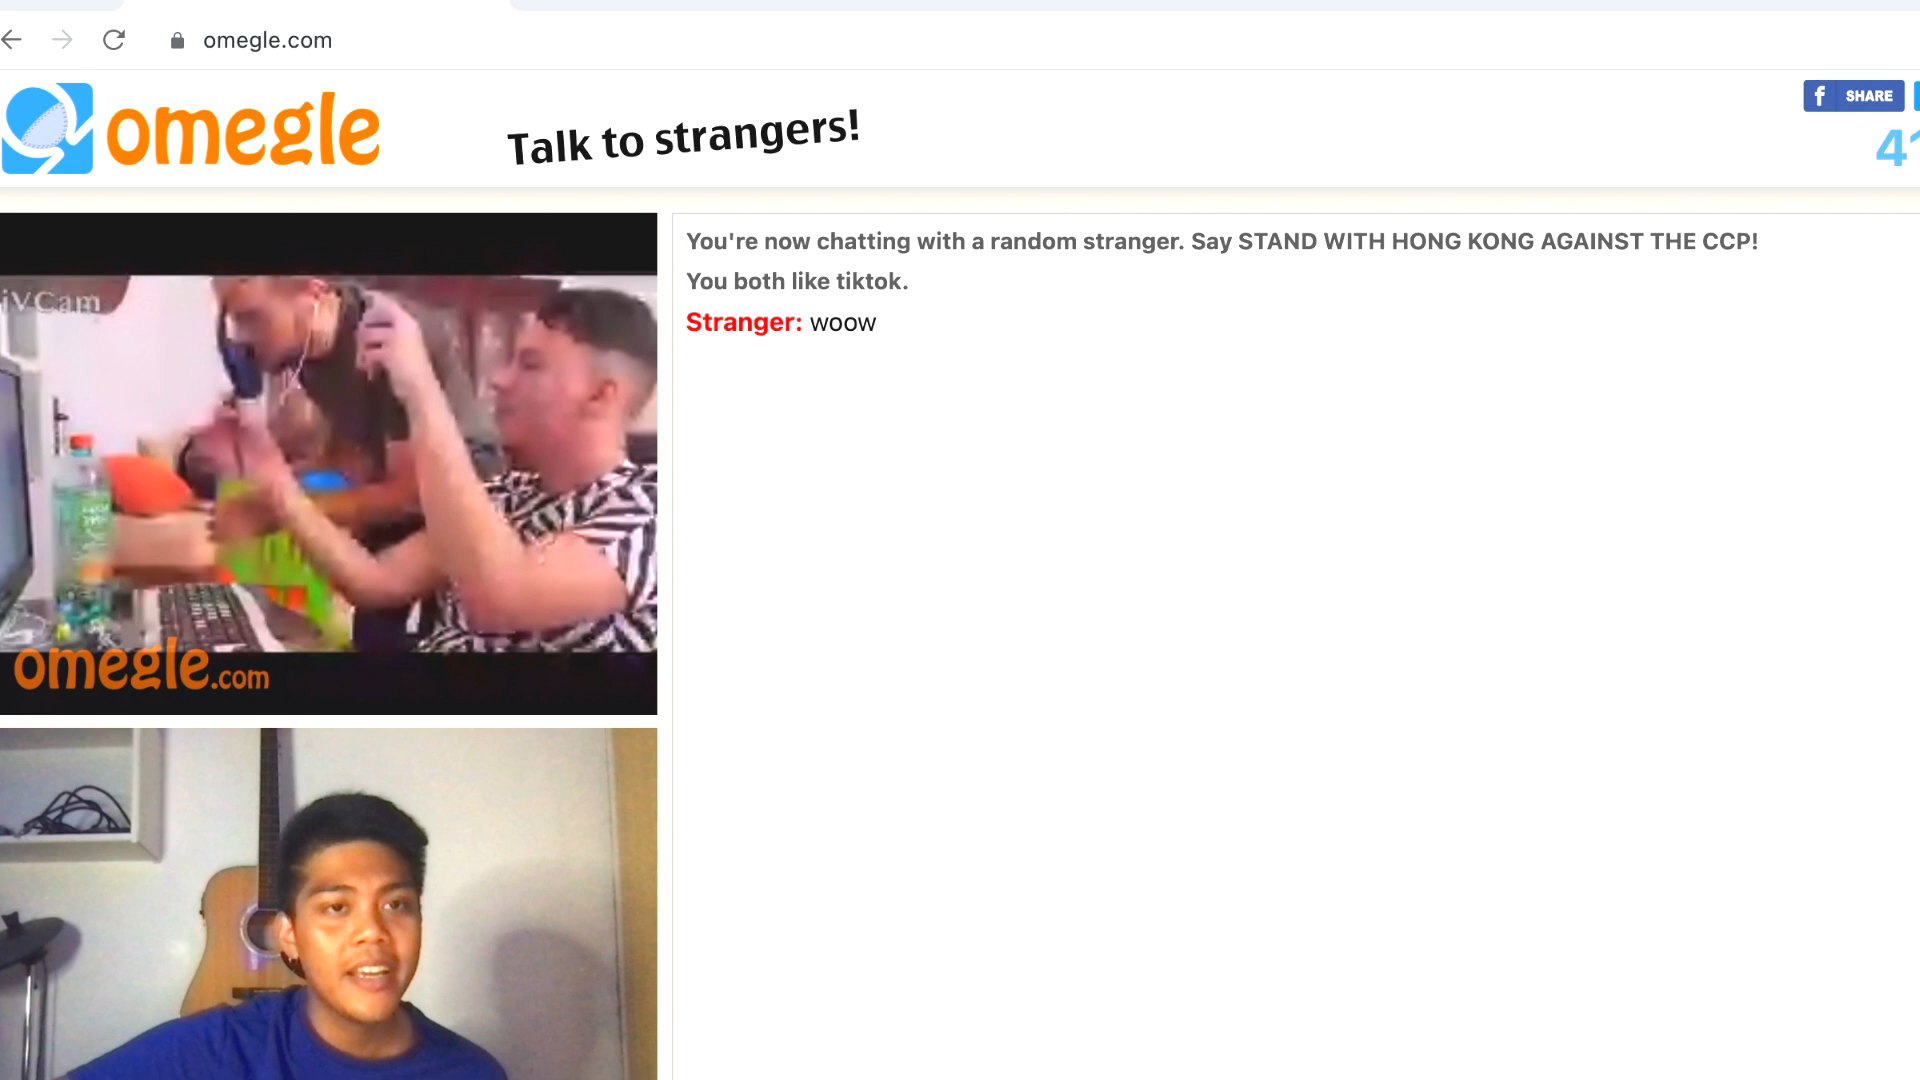 omegle.com
omegle
Talk to strangers!
f SHARE
41
You're now chatting with a random stranger. Say STAND WITH HONG KONG AGAINST THE CCP!
You both like tiktok.
Stranger: woow
iVCam
omegle.com